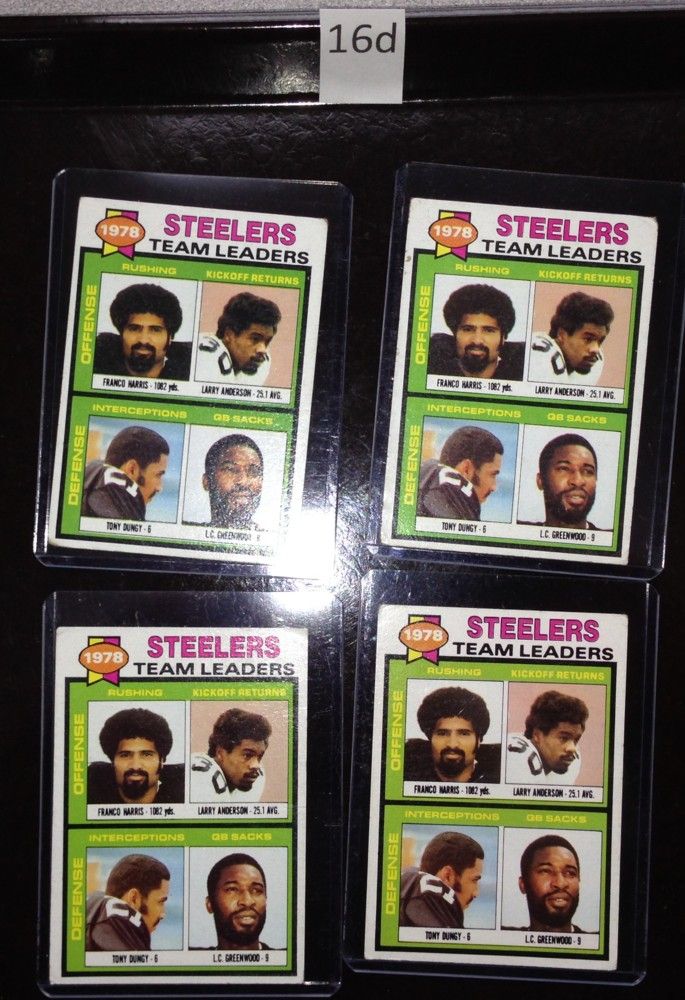 16d
1978 STEELERS
TEAM LEADERS
RUSHING KICKOFF RETURNS
OFFENSE
FRANCO HARRIS - 1082 yds. LARRY ANDERSON - 25.1 AVG.
INTERCEPTIONS QB SACKS
DEFENSE
TONY DUNGY - 6 L.C. GREENWOOD -
1978 STEELERS
TEAM LEADERS
RUSHING KICKOFF RETURNS
OFFENSE
FRANCO HARRIS - 1082 yds. LARRY ANDERSON - 25.1 AVG.
INTERCEPTIONS QB SACKS
DEFENSE
TONY DUNGY - 6 L.C. GREENWOOD - 9
1978 STEELERS
TEAM LEADERS
RUSHING KICKOFF RETURNS
OFFENSE
FRANCO HARRIS - 1082 yds. LARRY ANDERSON - 25.1 AVG.
INTERCEPTIONS QB SACKS
DEFENSE
TONY DUNGY - 6 L.C. GREENWOOD - 9
1978 STEELERS
TEAM LEADERS
RUSHING KICKOFF RETURNS
OFFENSE
FRANCO HARRIS - 1082 yds. LARRY ANDERSON - 25.1 AVG.
INTERCEPTIONS QB SACKS
DEFENSE
TONY DUNGY - 6 L.C. GREENWOOD - 9